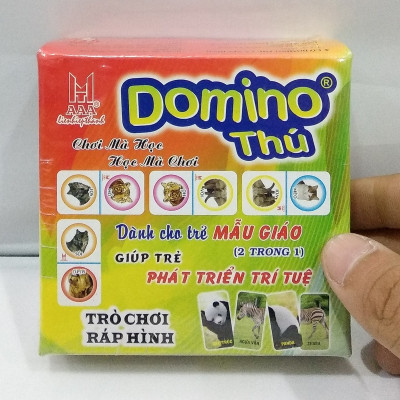 AAA®
Domino®
Thú
Chơi Mà Học
Học Mà Chơi
Dành cho trẻ MẪU GIÁO
(2 TRONG 1)
GIÚP TRẺ
PHÁT TRIỂN TRÍ TUỆ
TRÒ CHƠI
RÁP HÌNH